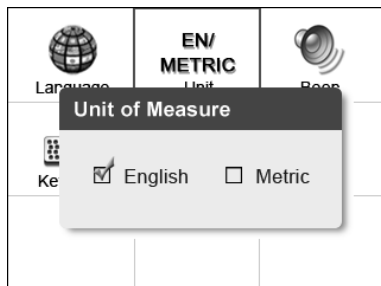 EN/
METRIC
Language
Unit
Beep
Unit of Measure
Ke
English
Metric